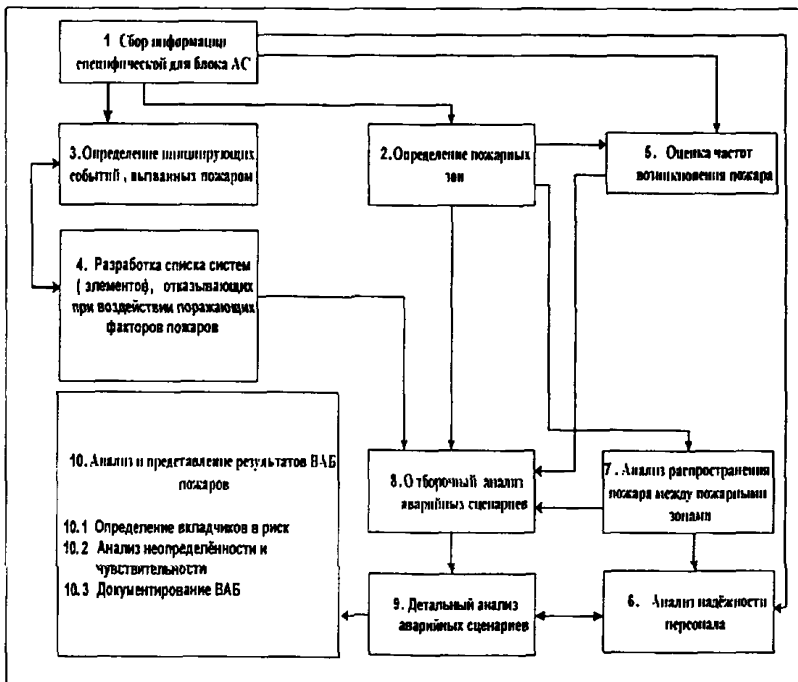 1 Сбор информации
специфической для блока АС
3.Определение инициирующих
событий , вызванных пожаром
2.Определение пожарных
зон
5. Оценка частот
возникновения пожара
4. Разработка списка систем
( элементов), отказывающих
при воздействии поражающих
факторов пожаров
10.Анализ и представление результатов ВАБ
пожаров
10.1 Определение вкладчиков в риск
10.2 Анализ неопределённости и
чувствительности
10.3 Документирование ВАБ
8.Отборочный анализ
аварийных сценариев
7.Анализ распространения
пожара между пожарными
зонами
9.Детальный анализ
аварийных сценариев
6. Анализ надёжности
персонала